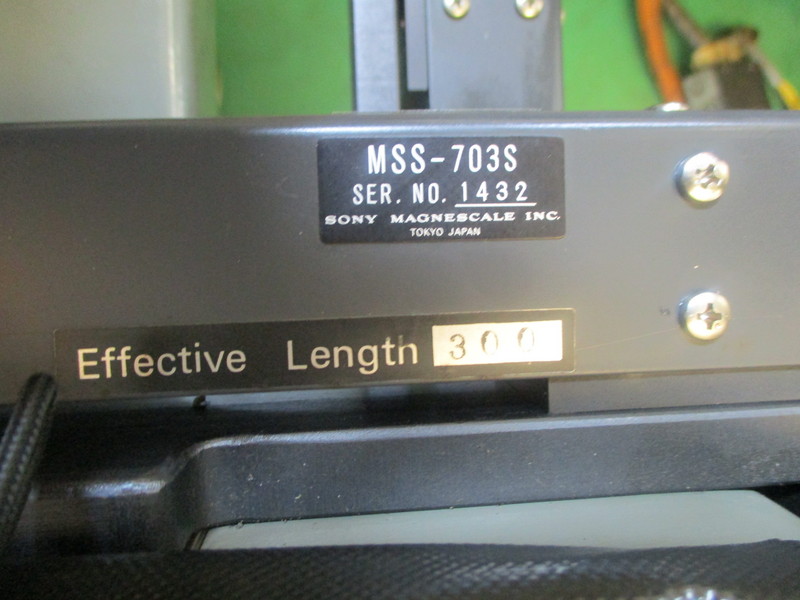 MSS-703S
SER. NO. 1432
SONY MAGNESCALE INC.
TOKYO JAPAN
Effective Length 300